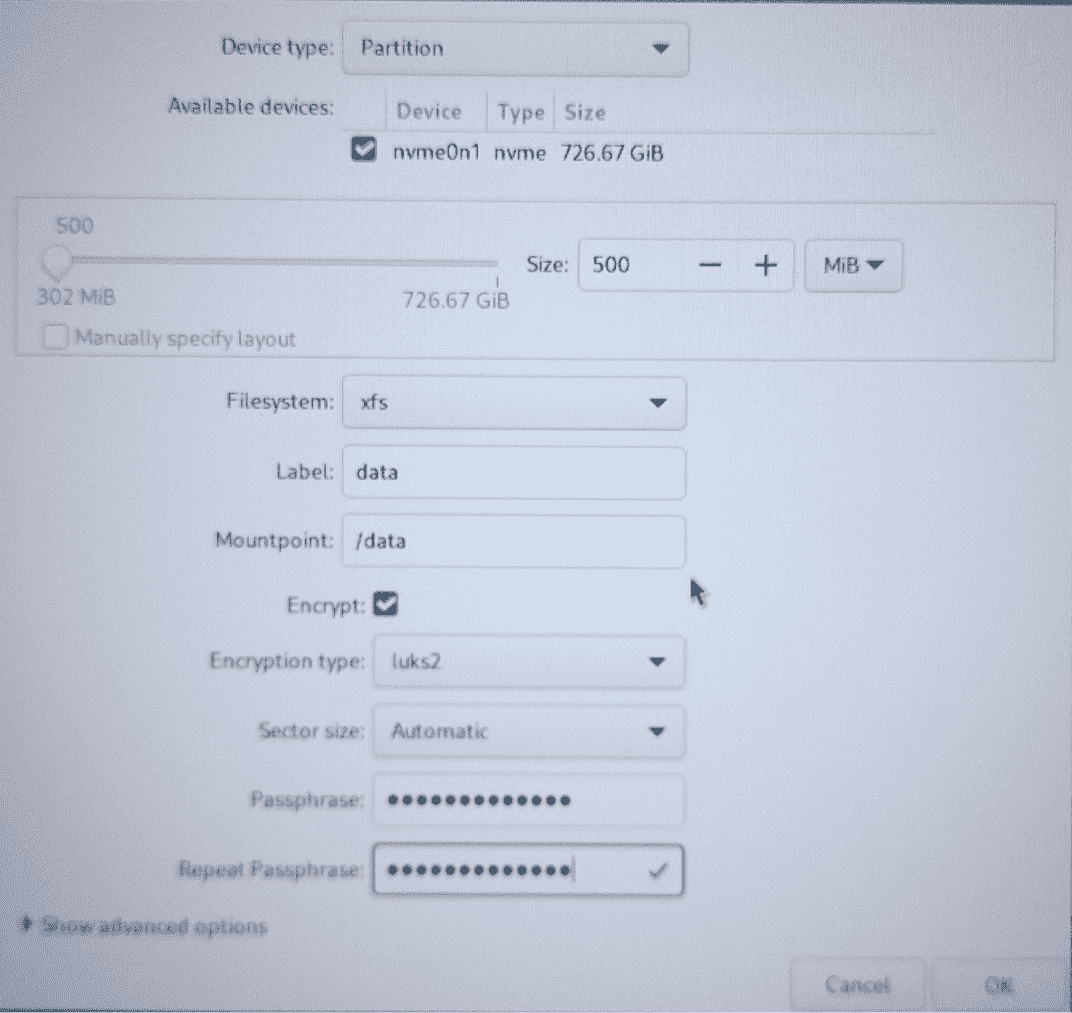 Device type: Partition
Available devices: Device Type Size
nvme0n1 nvme 726.67 GiB
500
Size: 500 − + MiB
302 MiB 726.67 GiB
Manually specify layout
Filesystem: xfs
Label: data
Mountpoint: /data
Encrypt:
Encryption type: luks2
Sector size: Automatic
Passphrase: •••••••••••••
Repeat Passphrase: •••••••••••••
Show advanced options
Cancel OK